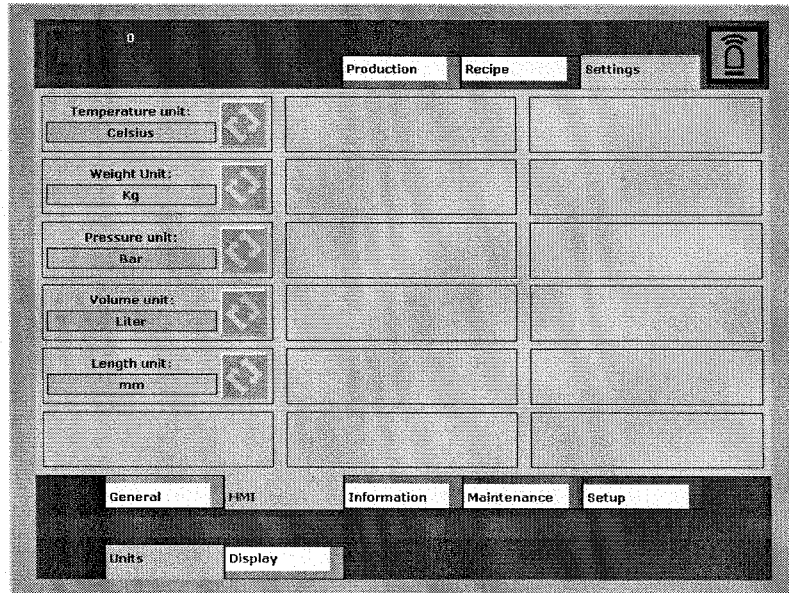 0
Production Recipe Settings
Temperature unit:
Celsius
Weight Unit:
Kg
Pressure unit:
Bar
Volume unit:
Liter
Length unit:
mm
General HMI Information Maintenance Setup
Units Display